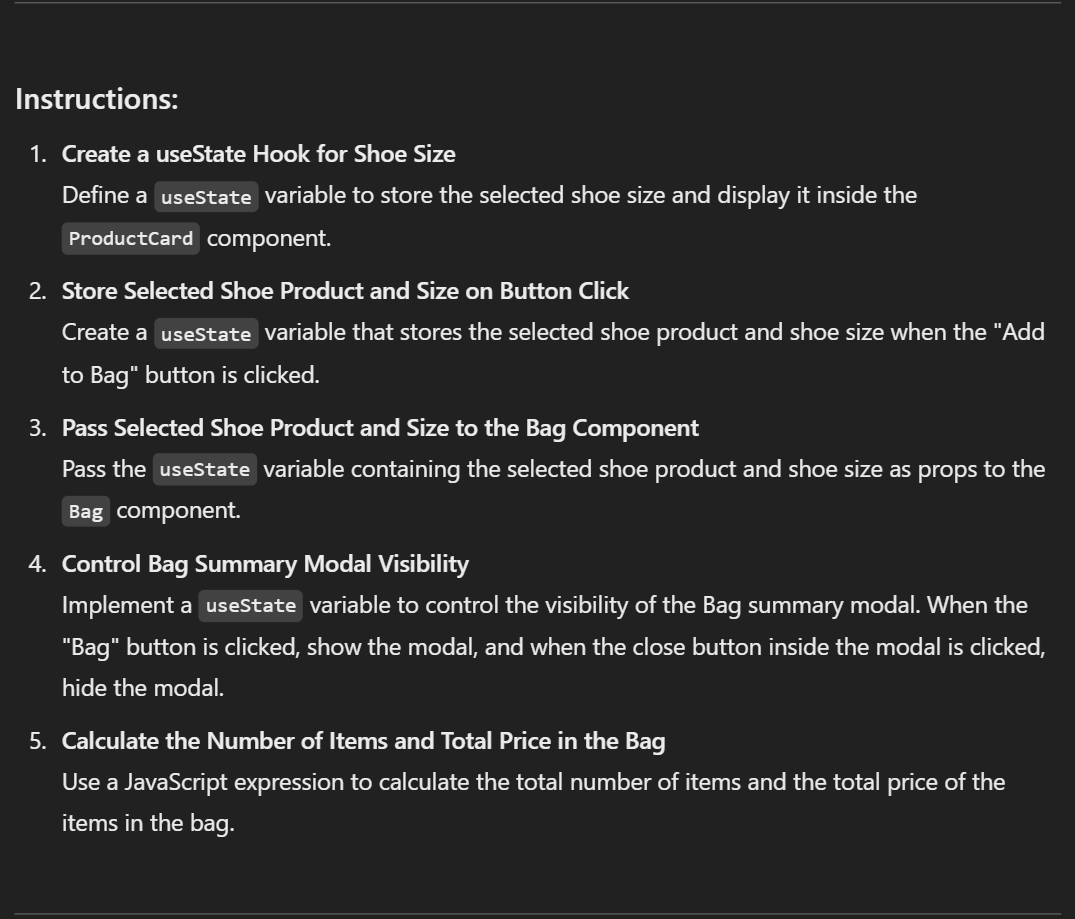 Instructions:
1. Create a useState Hook for Shoe Size
Define a useState variable to store the selected shoe size and display it inside the
ProductCard component.
2. Store Selected Shoe Product and Size on Button Click
Create a useState variable that stores the selected shoe product and shoe size when the "Add
to Bag" button is clicked.
3. Pass Selected Shoe Product and Size to the Bag Component
Pass the useState variable containing the selected shoe product and shoe size as props to the
Bag component.
4. Control Bag Summary Modal Visibility
Implement a useState variable to control the visibility of the Bag summary modal. When the
"Bag" button is clicked, show the modal, and when the close button inside the modal is clicked,
hide the modal.
5. Calculate the Number of Items and Total Price in the Bag
Use a JavaScript expression to calculate the total number of items and the total price of the
items in the bag.